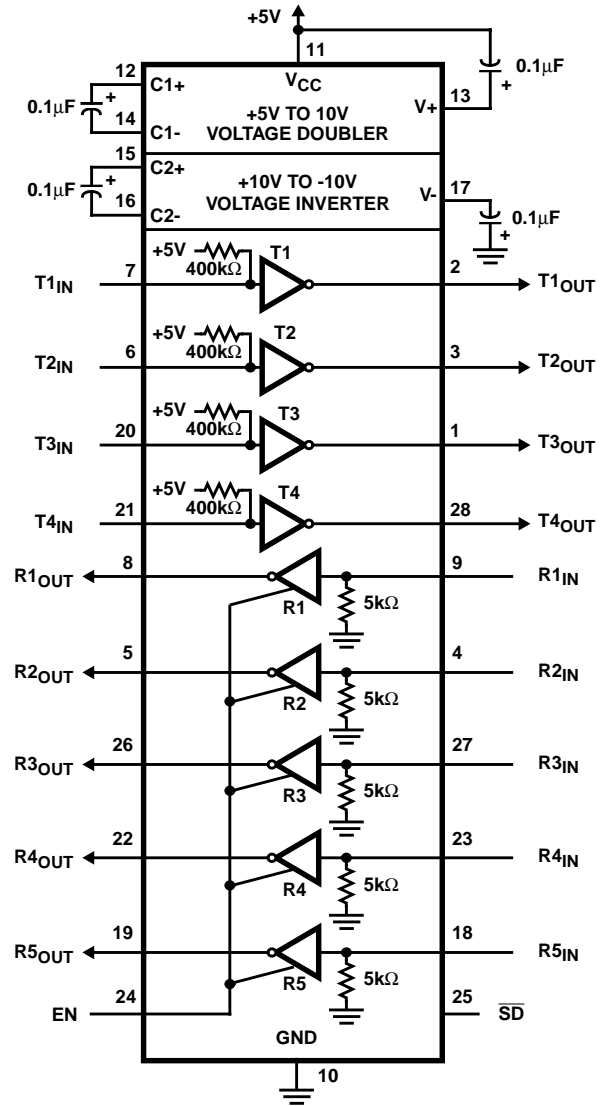 +5V
11
12
C1+
VCC
0.1μF
+
0.1μF
+
13
V+
14
C1-
+5V TO 10V
VOLTAGE DOUBLER
15
C2+
0.1μF
+
16
C2-
+10V TO -10V
VOLTAGE INVERTER
17
V-
0.1μF
+
+5V
400kΩ
T1
T1IN
7
2
T1OUT
+5V
400kΩ
T2
T2IN
6
3
T2OUT
+5V
400kΩ
T3
T3IN
20
1
T3OUT
+5V
400kΩ
T4
T4IN
21
28
T4OUT
R1OUT
8
9
R1IN
R1
5kΩ
R2OUT
5
4
R2IN
R2
5kΩ
R3OUT
26
27
R3IN
R3
5kΩ
R4OUT
22
23
R4IN
R4
5kΩ
R5OUT
19
18
R5IN
R5
5kΩ
EN
24
25
S̅D̅
GND
10